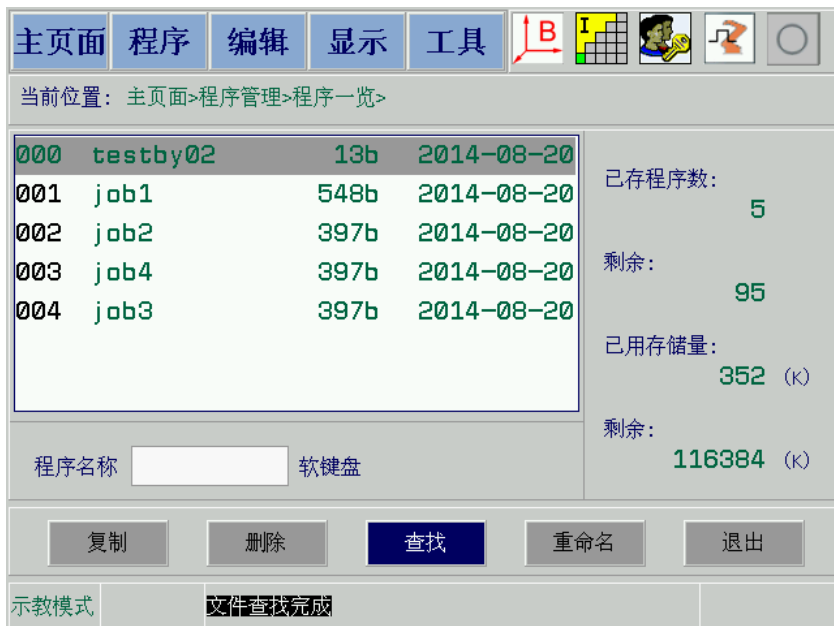 主页面 程序 编辑 显示 工具 B I
当前位置: 主页面>程序管理>程序一览>
000 testby02 13b 2014-08-20
001 job1 548b 2014-08-20
002 job2 397b 2014-08-20
003 job4 397b 2014-08-20
004 job3 397b 2014-08-20
已存程序数:
5
剩余:
95
已用存储量:
352 (K)
剩余:
116384 (K)
程序名称 软键盘
复制 删除 查找 重命名 退出
示教模式 文件查找完成